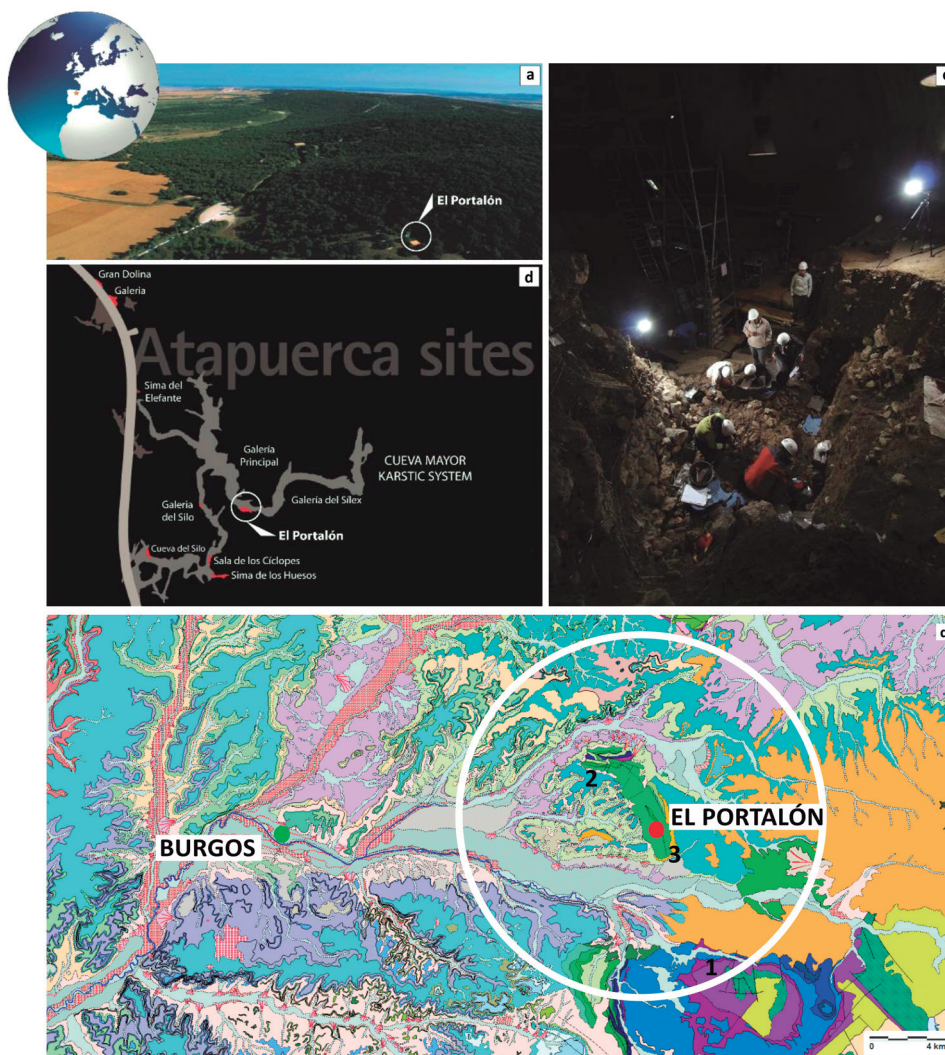 a
El Portalón
c
d
Gran Dolina
Galería
Atapuerca sites
Sima del
Elefante
Galería
Principal
CUEVA MAYOR
KARSTIC SYSTEM
Galería del Sílex
Galería
del Silo
El Portalón
Cueva del Silo
Sala de los Cíclopes
Sima de los Huesos
2
EL PORTALÓN
BURGOS
3
1
0 4 km